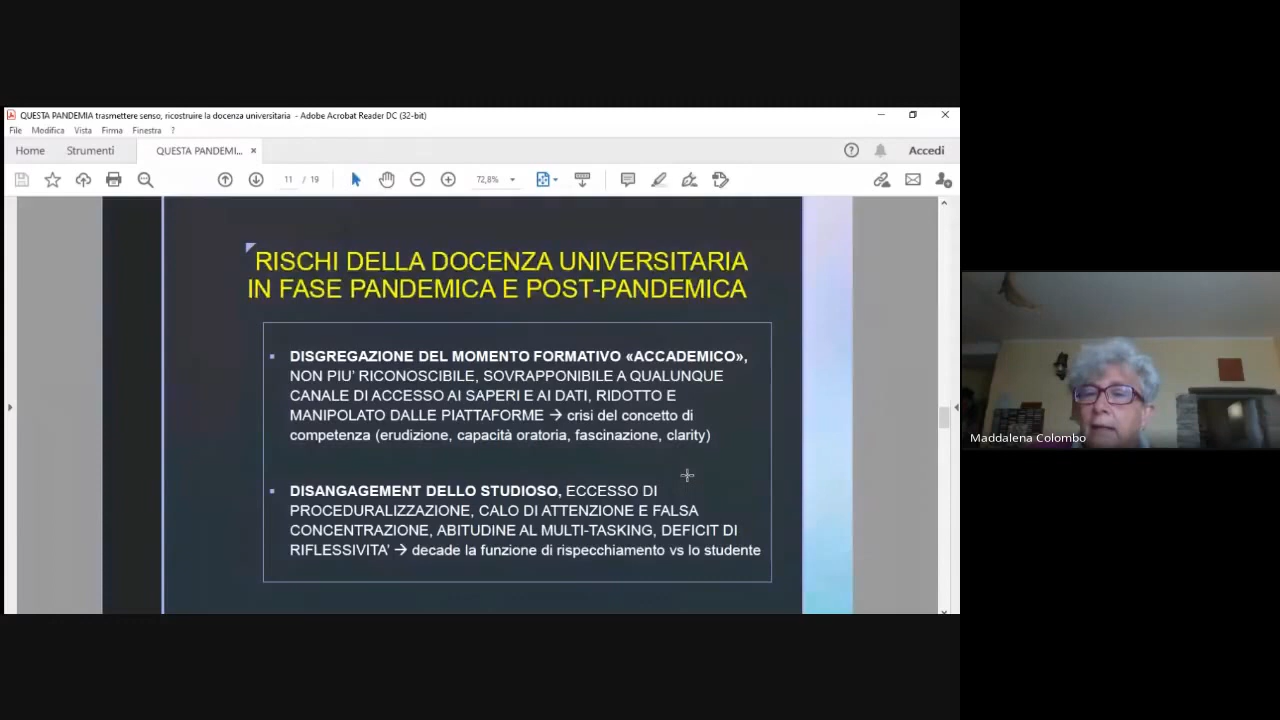 QUESTA PANDEMIA trasmettere senso, ricostruire la docenza universitaria - Adobe Acrobat Reader DC (32-bit)
File Modifica Vista Firma Finestra ?
Home Strumenti QUESTA PANDEMI... × Accedi
11 / 19 72,8%
RISCHI DELLA DOCENZA UNIVERSITARIA
IN FASE PANDEMICA E POST-PANDEMICA
▪ DISGREGAZIONE DEL MOMENTO FORMATIVO «ACCADEMICO»,
NON PIU’ RICONOSCIBILE, SOVRAPPONIBILE A QUALUNQUE
CANALE DI ACCESSO AI SAPERI E AI DATI, RIDOTTO E
MANIPOLATO DALLE PIATTAFORME → crisi del concetto di
competenza (erudizione, capacità oratoria, fascinazione, clarity)
▪ DISANGAGEMENT DELLO STUDIOSO, ECCESSO DI
PROCEDURALIZZAZIONE, CALO DI ATTENZIONE E FALSA
CONCENTRAZIONE, ABITUDINE AL MULTI-TASKING, DEFICIT DI
RIFLESSIVITA’ → decade la funzione di rispecchiamento vs lo studente
Maddalena Colombo